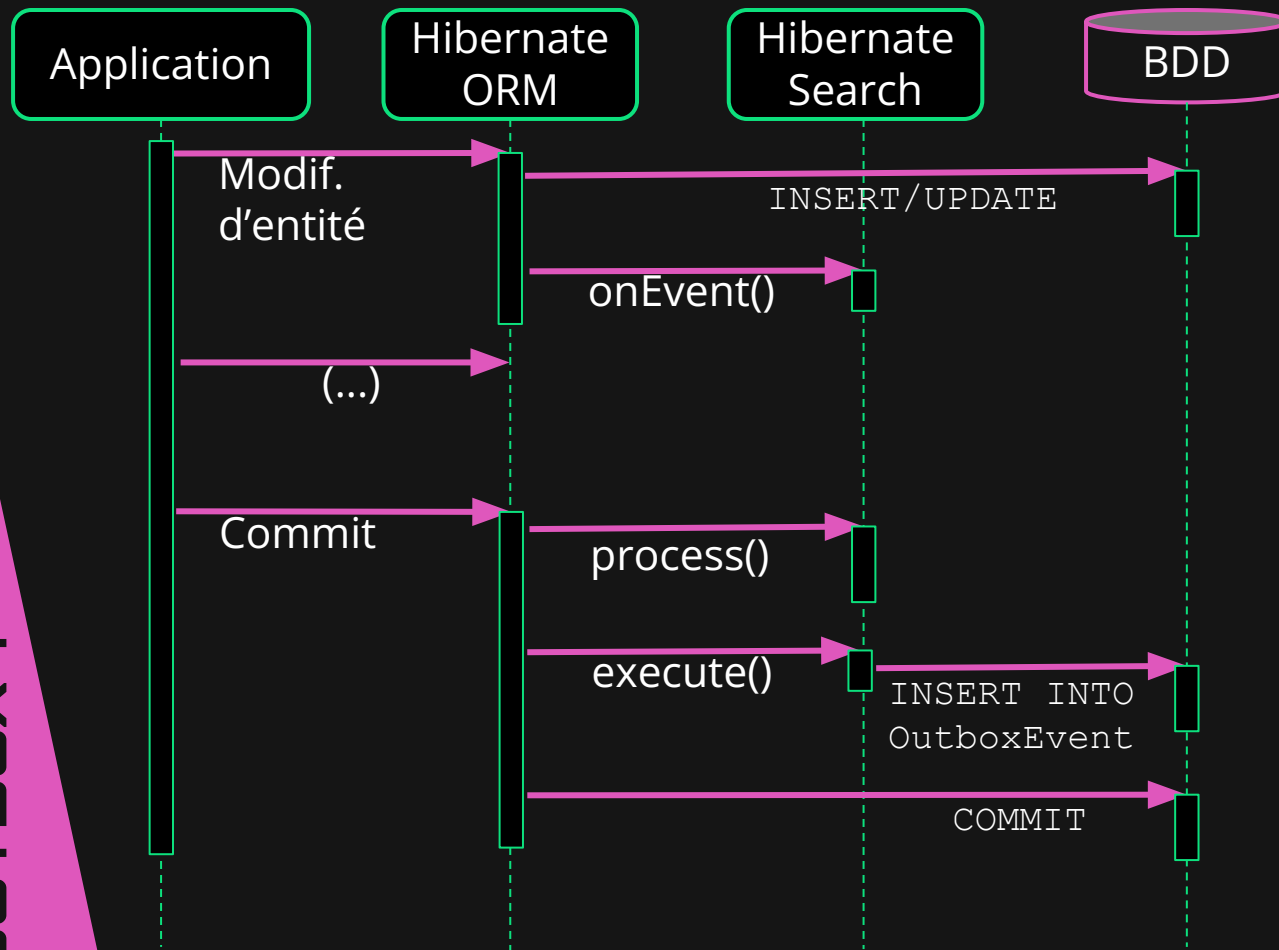 Application
Hibernate
ORM
Hibernate
Search
BDD
Modif.
d’entité
INSERT/UPDATE
onEvent()
(...)
Commit
process()
execute()
INSERT INTO
OutboxEvent
COMMIT